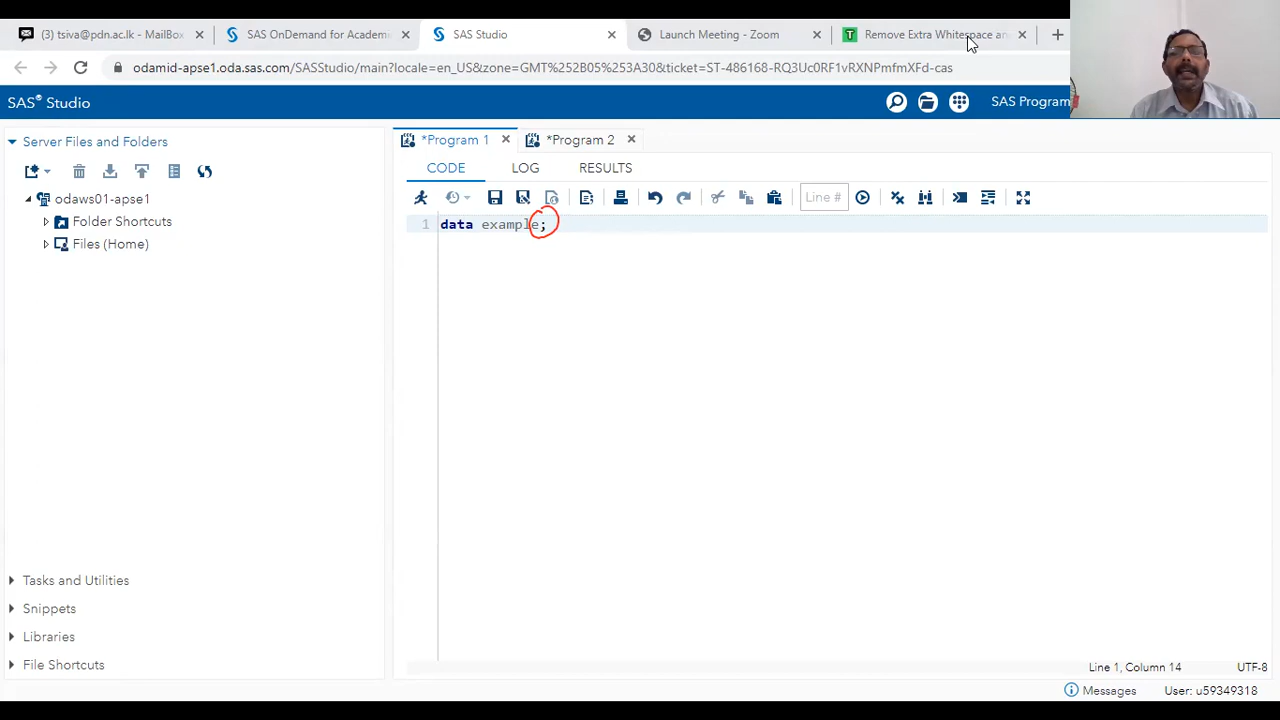 (3) tsiva@pdn.ac.lk - MailBox
SAS OnDemand for Academ
SAS Studio
Launch Meeting - Zoom
Remove Extra Whitespace an
odamid-apse1.oda.sas.com/SASStudio/main?locale=en_US&zone=GMT%252B05%253A30&ticket=ST-486168-RQ3Uc0RF1vRXNPmfmXFd-cas
SAS® Studio
SAS Program
Server Files and Folders
*Program 1
*Program 2
CODE
LOG
RESULTS
Line #
odaws01-apse1
Folder Shortcuts
Files (Home)
1 data example;
Tasks and Utilities
Snippets
Libraries
File Shortcuts
Line 1, Column 14
UTF-8
Messages
User: u59349318